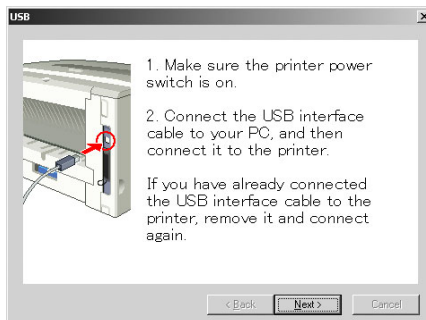 USB
1. Make sure the printer power
switch is on.
2. Connect the USB interface
cable to your PC, and then
connect it to the printer.
If you have already connected
the USB interface cable to the
printer, remove it and connect
again.
< Back
Next >
Cancel